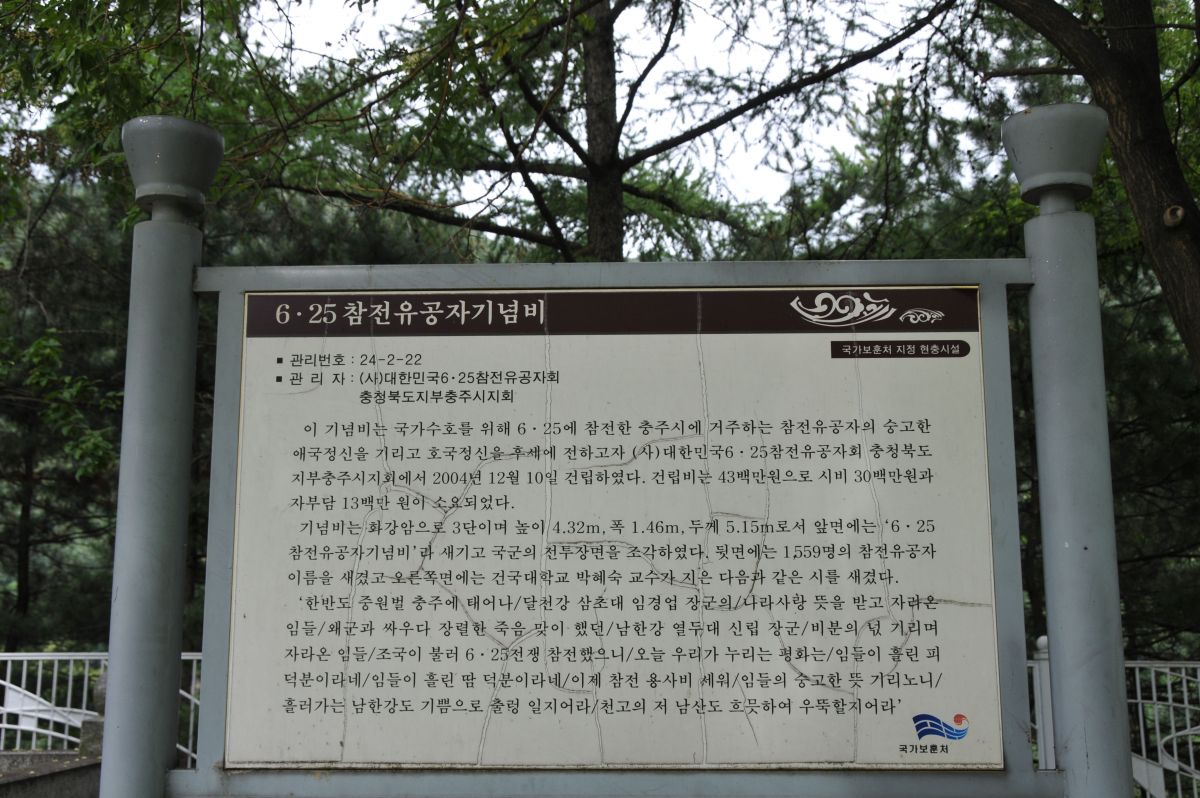 6·25 참전유공자기념비
국가보훈처 지정 현충시설
■ 관리번호 : 24-2-22
■ 관 리 자 : (사)대한민국6·25참전유공자회
충청북도지부충주시지회
이 기념비는 국가수호를 위해 6·25에 참전한 충주시에 거주하는 참전유공자의 숭고한
애국정신을 기리고 호국정신을 후세에 전하고자 (사)대한민국6·25참전유공자회 충청북도
지부충주시지회에서 2004년 12월 10일 건립하였다. 건립비는 43백만원으로 시비 30백만원과
자부담 13백만 원이 소요되었다.
기념비는 화강암으로 3단이며 높이 4.32m, 폭 1.46m, 두께 5.15m로서 앞면에는 ‘6·25
참전유공자기념비’라 새기고 국군의 전투장면을 조각하였다. 뒷면에는 1,559명의 참전유공자
이름을 새겼고 오른쪽면에는 건국대학교 박혜숙 교수가 지은 다음과 같은 시를 새겼다.
‘한반도 중원벌 충주에 태어나/달천강 삼초대 임경업 장군의/나라사랑 뜻을 받고 자라온
임들/왜군과 싸우다 장렬한 죽음 맞이 했던/남한강 열두대 신립 장군/비분의 넋 기리며
자라온 임들/조국이 불러 6·25전쟁 참전했으니/오늘 우리가 누리는 평화는/임들이 흘린 피
덕분이라네/임들이 흘린 땀 덕분이라네/이제 참전 용사비 세워/임들의 숭고한 뜻 기리노니/
흘러가는 남한강도 기쁨으로 출렁 일지어라/천고의 저 남산도 흐뭇하여 우뚝할지어라’
국가보훈처